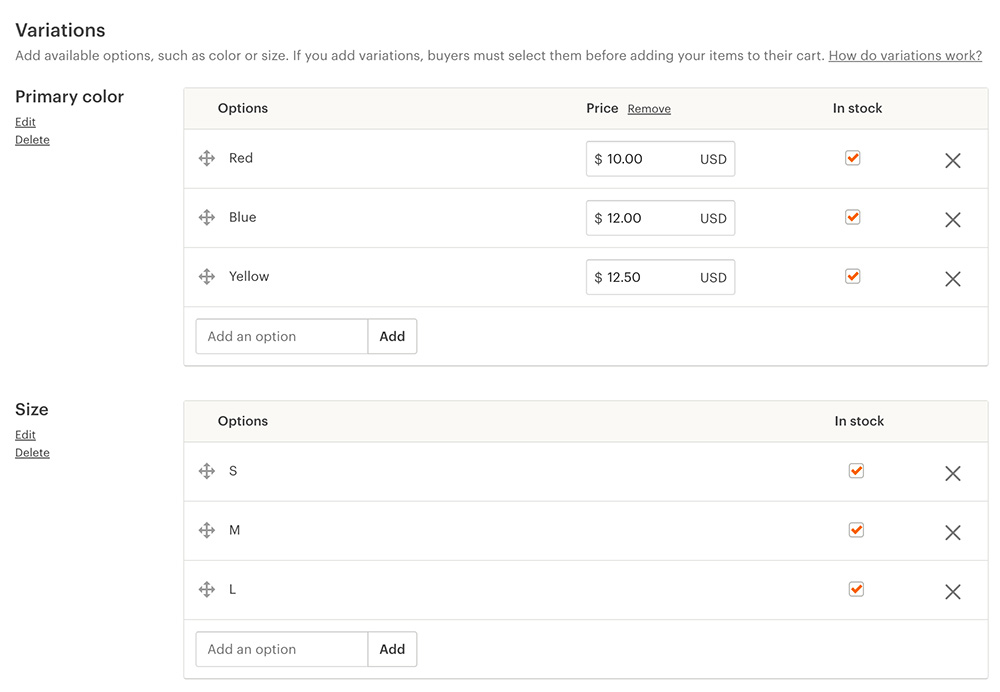 Variations
Add available options, such as color or size. If you add variations, buyers must select them before adding your items to their cart. How do variations work?
Primary color
Edit
Delete
Options Price Remove In stock
Red $ 10.00 USD
Blue $ 12.00 USD
Yellow $ 12.50 USD
Add an option Add
Size
Edit
Delete
Options In stock
S
M
L
Add an option Add